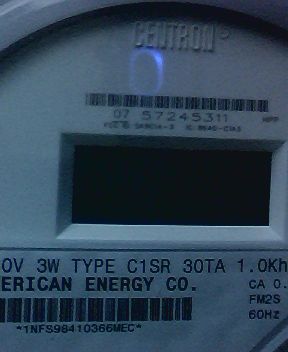 CENTRON®
07 57245311
0V 3W TYPE C1SR 30TA 1.0Kh
ERICAN ENERGY CO.
CA 0.
FM2S
60Hz
*1NFS98410366MEC*